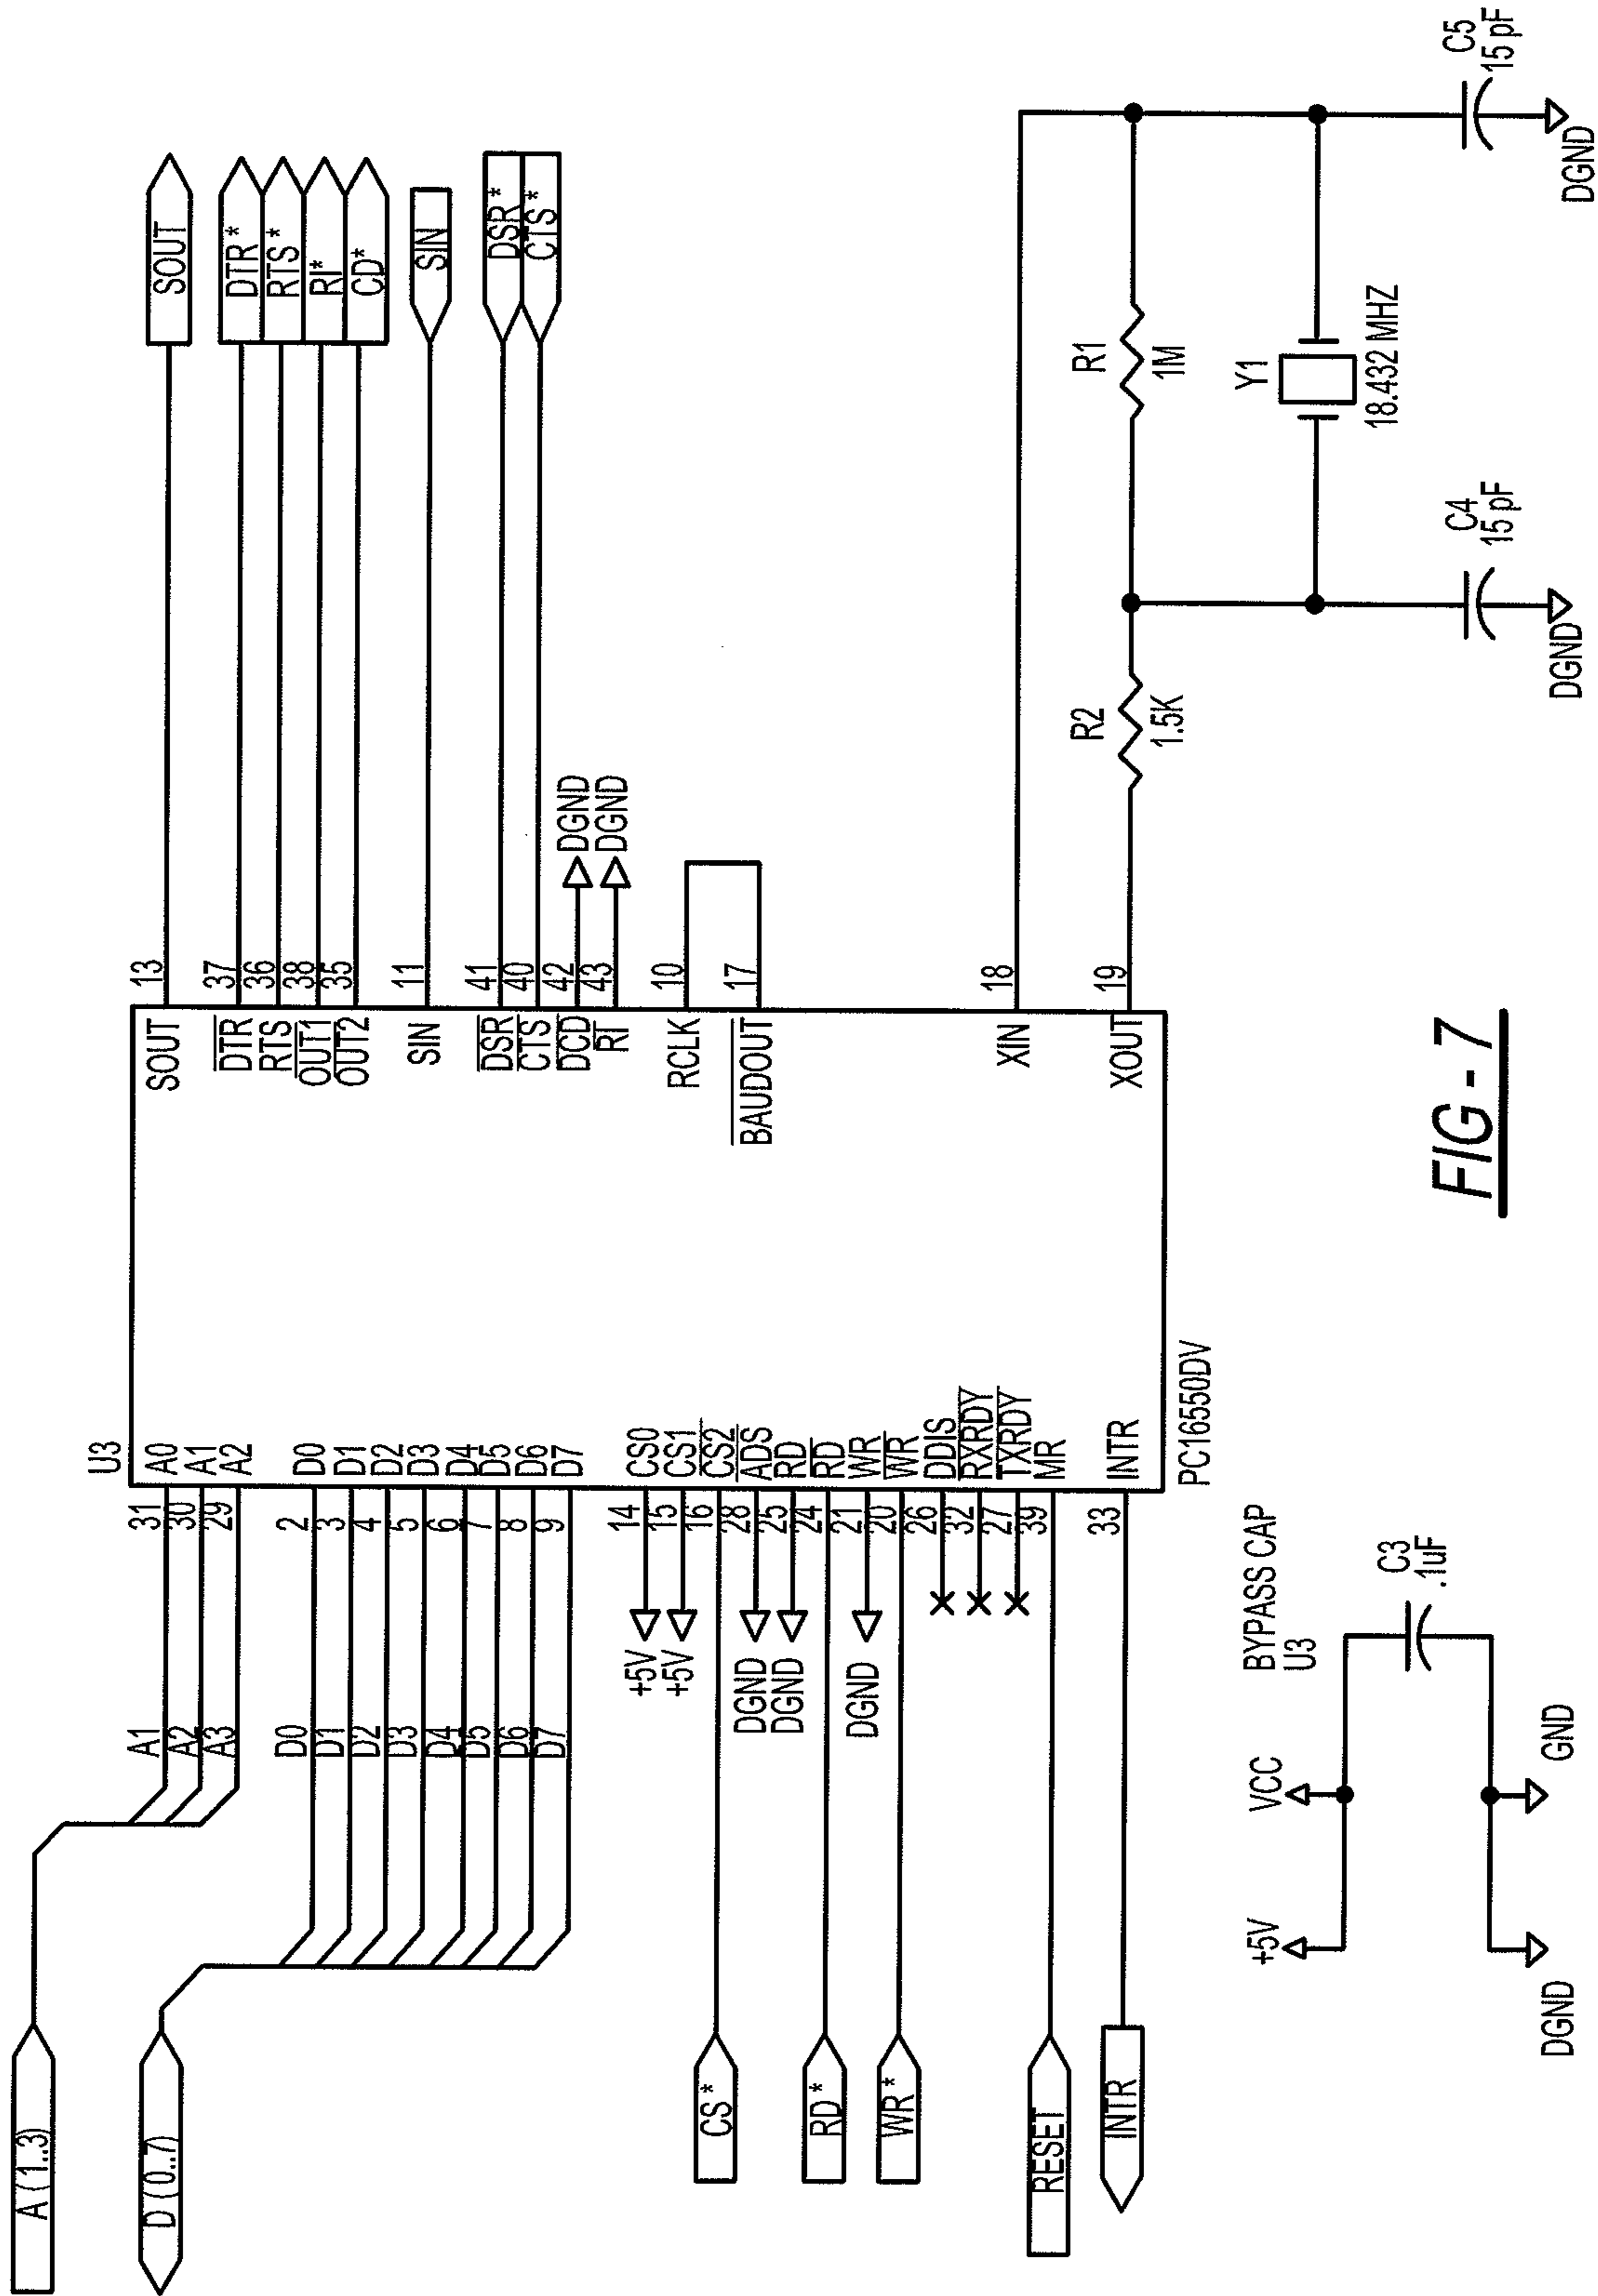 A (1..3)
D (0..7)
A1
A2
A3
D0
D1
D2
D3
D4
D5
D6
D7
31
30
29
2
3
4
5
6
7
8
9
U3
A0
A1
A2
D0
D1
D2
D3
D4
D5
D6
D7
CS *
RD *
WR *
RESET
INTR
+5V
+5V
DGND
DGND
DGND
14
15
16
28
25
24
21
20
26
32
27
39
33
CS0
CS1
CS2
ADS
RD
RD
WR
WR
DDIS
RXRDY
TXRDY
MR
INTR
PC16550DV
SOUT
DTR
RTS
OUT1
OUT2
SIN
DSR
CTS
DCD
RI
RCLK
BAUDOUT
XIN
XOUT
13
37
36
38
35
11
41
40
42
43
10
17
18
19
DGND
DGND
SOUT
DTR *
RTS *
RI*
CD*
SIN
DSR *
CTS *
R2
1.5K
R1
1M
Y1
18.432 MHZ
C4
15 pF
DGND
C5
15 pF
DGND
BYPASS CAP
U3
+5V
VCC
C3
.1uF
DGND
GND
FIG - 7